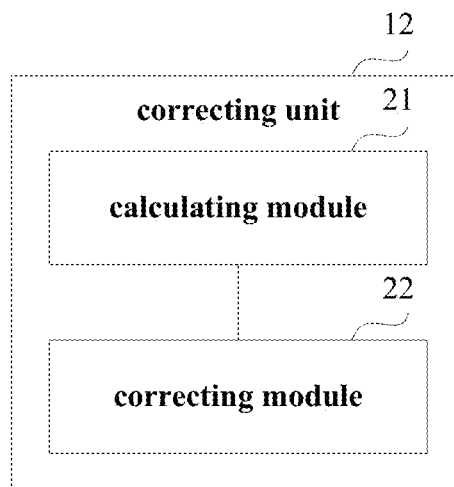 12
correcting unit
21
calculating module
22
correcting module